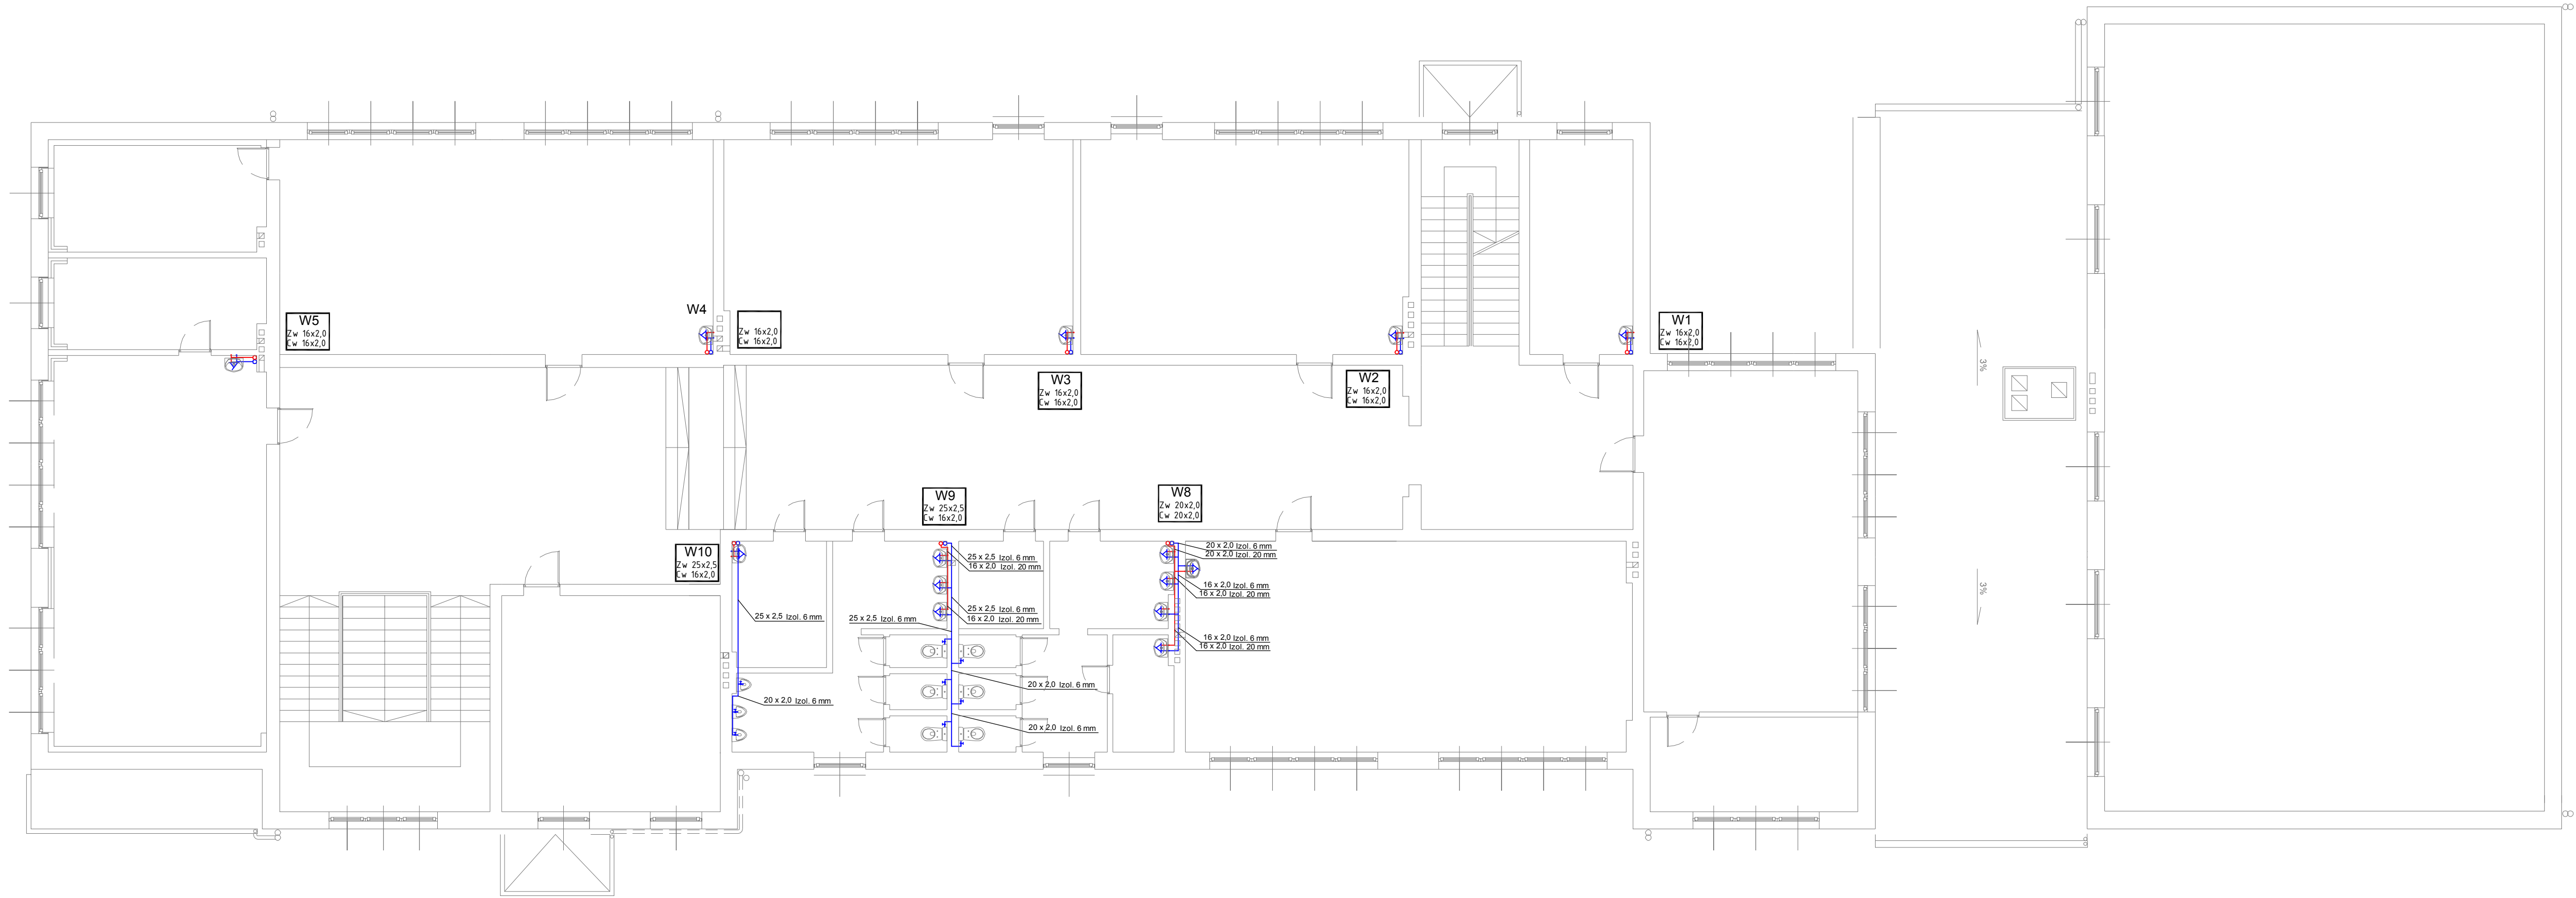 W4
W5
Zw 16x2,0
Cw 16x2,0
Zw 16x2,0
Cw 16x2,0
W1
Zw 16x2,0
Cw 16x2,0
W3
Zw 16x2,0
Cw 16x2,0
W2
Zw 16x2,0
Cw 16x2,0
3%
W9
Zw 25x2,5
Cw 16x2,0
W8
Zw 20x2,0
Cw 20x2,0
W10
Zw 25x2,5
Cw 16x2,0
20 x 2,0 Izol. 6 mm
20 x 2,0 Izol. 20 mm
25 x 2,5 Izol. 6 mm
16 x 2,0 Izol. 20 mm
16 x 2,0 Izol. 6 mm
16 x 2,0 Izol. 20 mm
3%
25 x 2,5 Izol. 6 mm
16 x 2,0 Izol. 20 mm
25 x 2,5 Izol. 6 mm
25 x 2,5 Izol. 6 mm
16 x 2,0 Izol. 6 mm
16 x 2,0 Izol. 20 mm
20 x 2,0 Izol. 6 mm
20 x 2,0 Izol. 6 mm
20 x 2,0 Izol. 6 mm